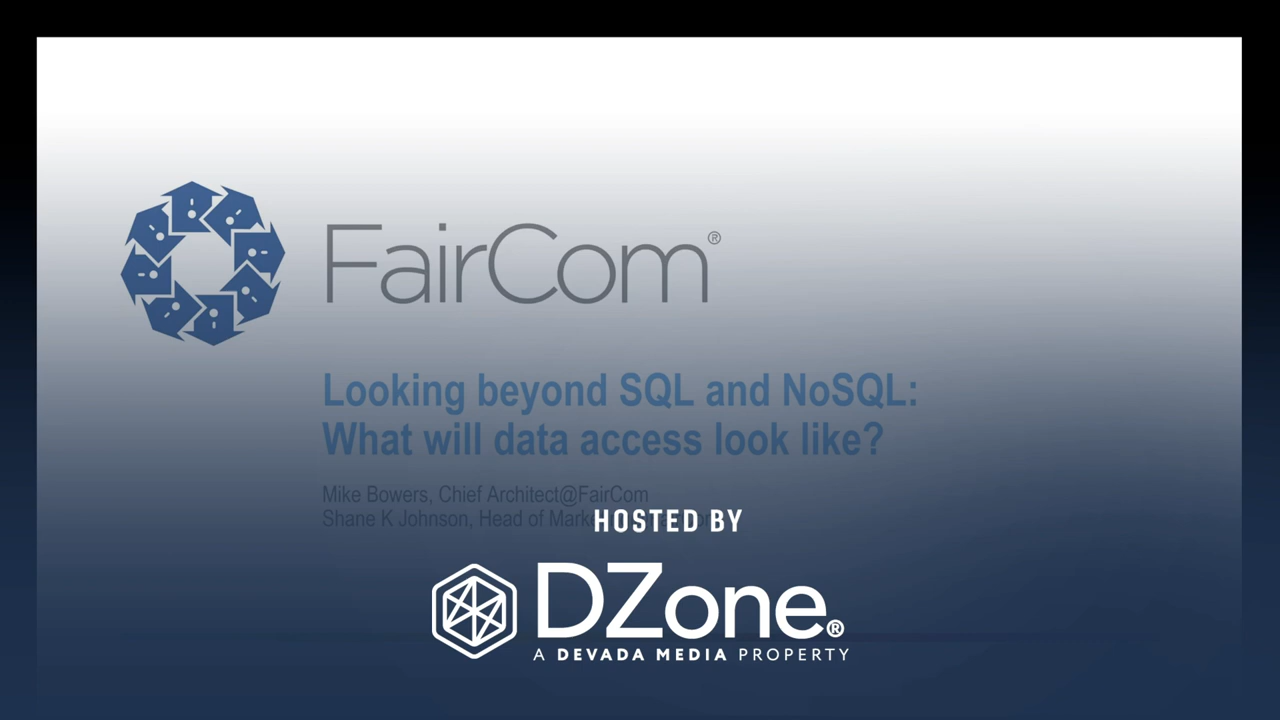 FairCom®
Looking beyond SQL and NoSQL:
What will data access look like?
Mike Bowers, Chief Architect@FairCom
Shane K Johnson, Head of
HOSTED BY
DZone®
A DEVADA MEDIA PROPERTY